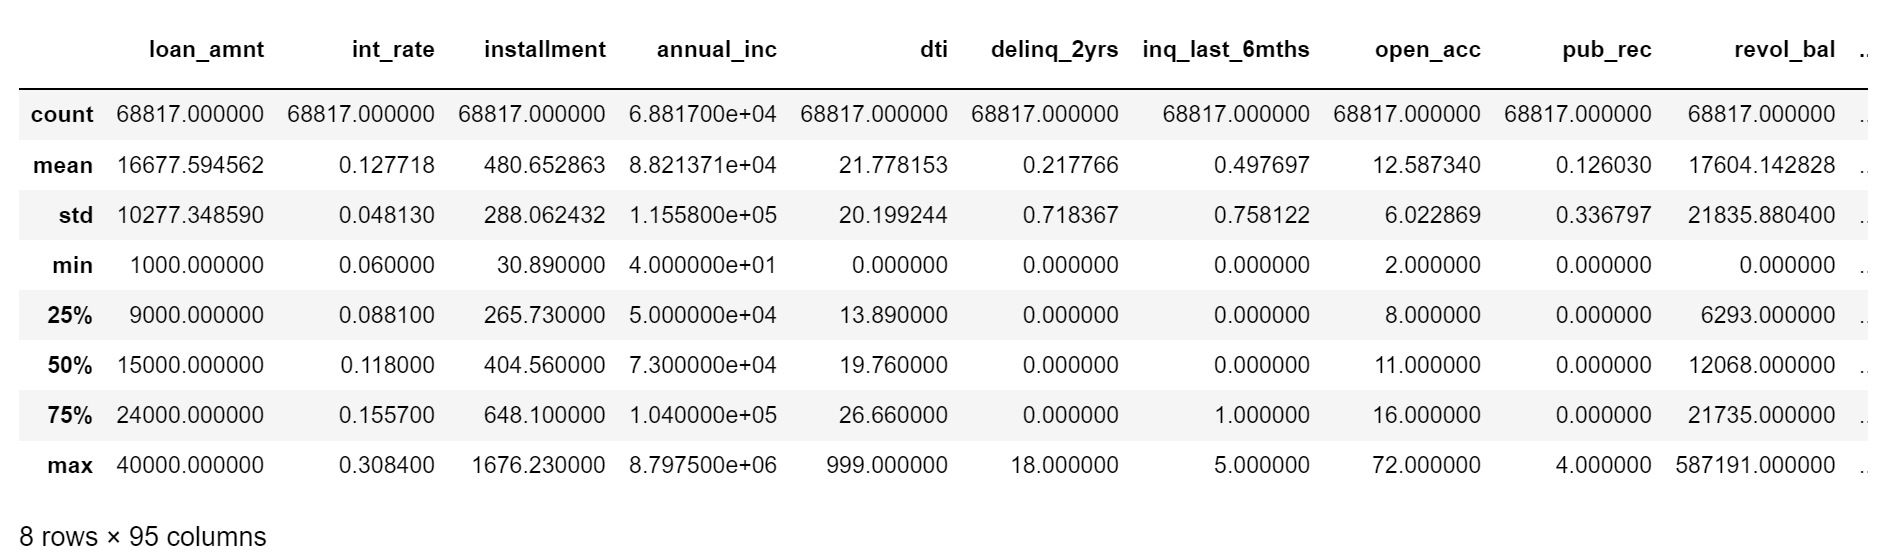 loan_amnt int_rate installment annual_inc dti delinq_2yrs inq_last_6mths open_acc pub_rec revol_bal ..
count 68817.000000 68817.000000 68817.000000 6.881700e+04 68817.000000 68817.000000 68817.000000 68817.000000 68817.000000 68817.000000 ..
mean 16677.594562 0.127718 480.652863 8.821371e+04 21.778153 0.217766 0.497697 12.587340 0.126030 17604.142828 ..
std 10277.348590 0.048130 288.062432 1.155800e+05 20.199244 0.718367 0.758122 6.022869 0.336797 21835.880400 ..
min 1000.000000 0.060000 30.890000 4.000000e+01 0.000000 0.000000 0.000000 2.000000 0.000000 0.000000 ..
25% 9000.000000 0.088100 265.730000 5.000000e+04 13.890000 0.000000 0.000000 8.000000 0.000000 6293.000000 ..
50% 15000.000000 0.118000 404.560000 7.300000e+04 19.760000 0.000000 0.000000 11.000000 0.000000 12068.000000 ..
75% 24000.000000 0.155700 648.100000 1.040000e+05 26.660000 0.000000 1.000000 16.000000 0.000000 21735.000000 ..
max 40000.000000 0.308400 1676.230000 8.797500e+06 999.000000 18.000000 5.000000 72.000000 4.000000 587191.000000 ..
8 rows × 95 columns